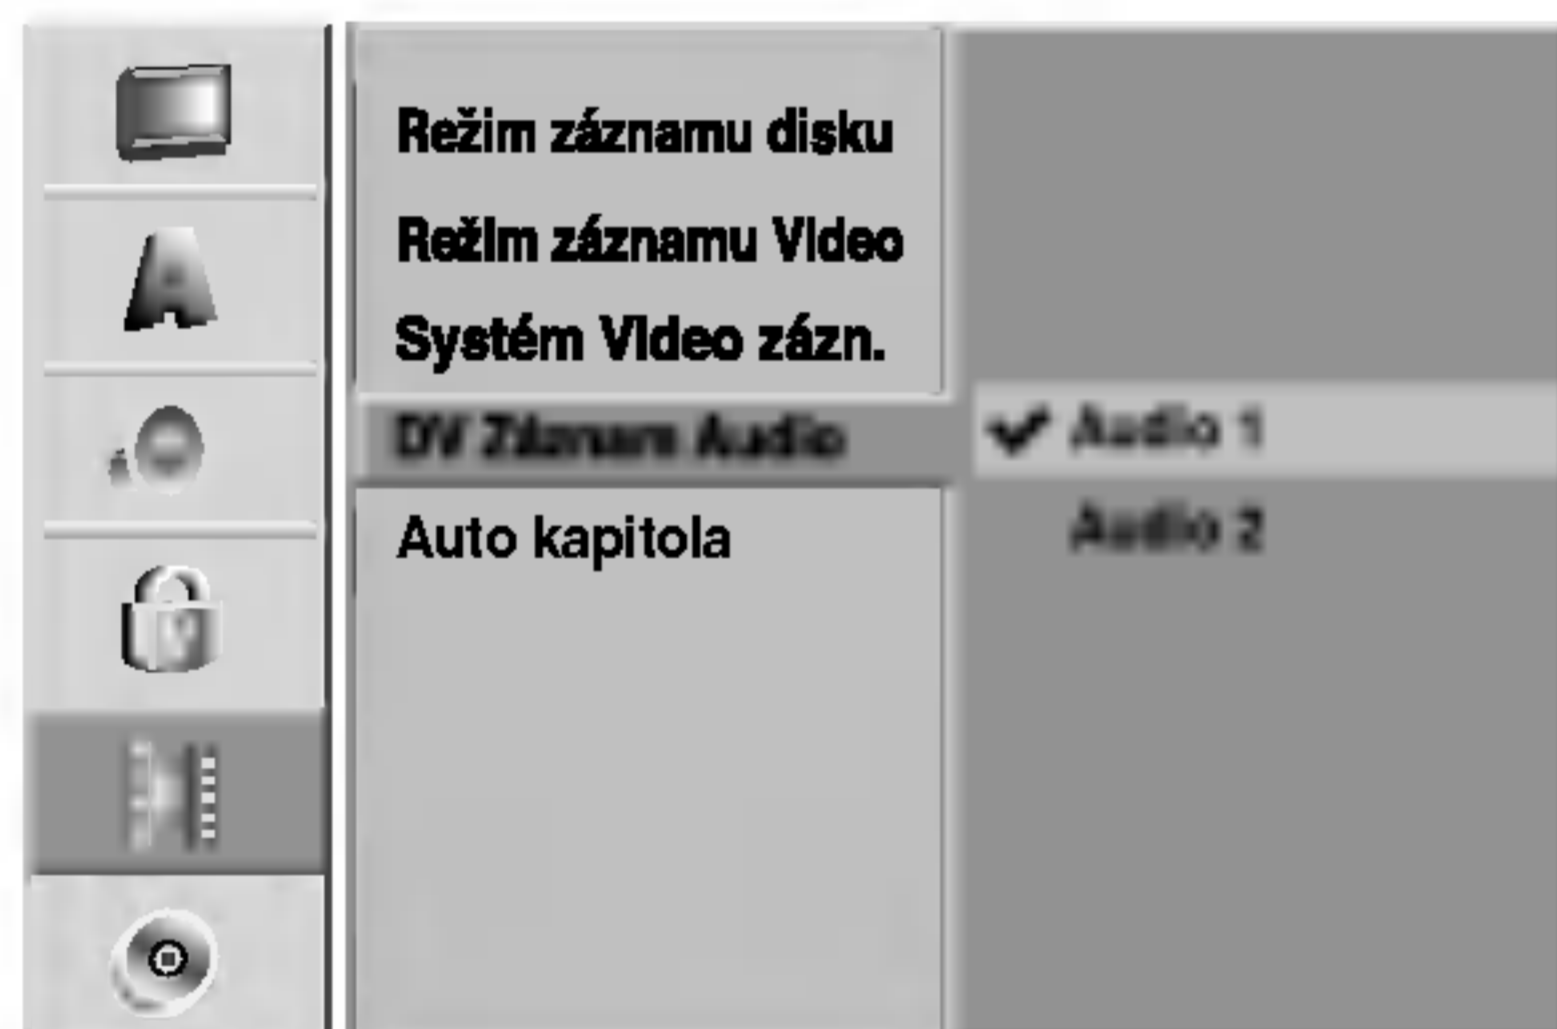 Režim záznamu disku
Režim záznamu Video
Systém Video zázn.
DV Záznam Audio
Audio 1
Audio 2
Auto kapitola